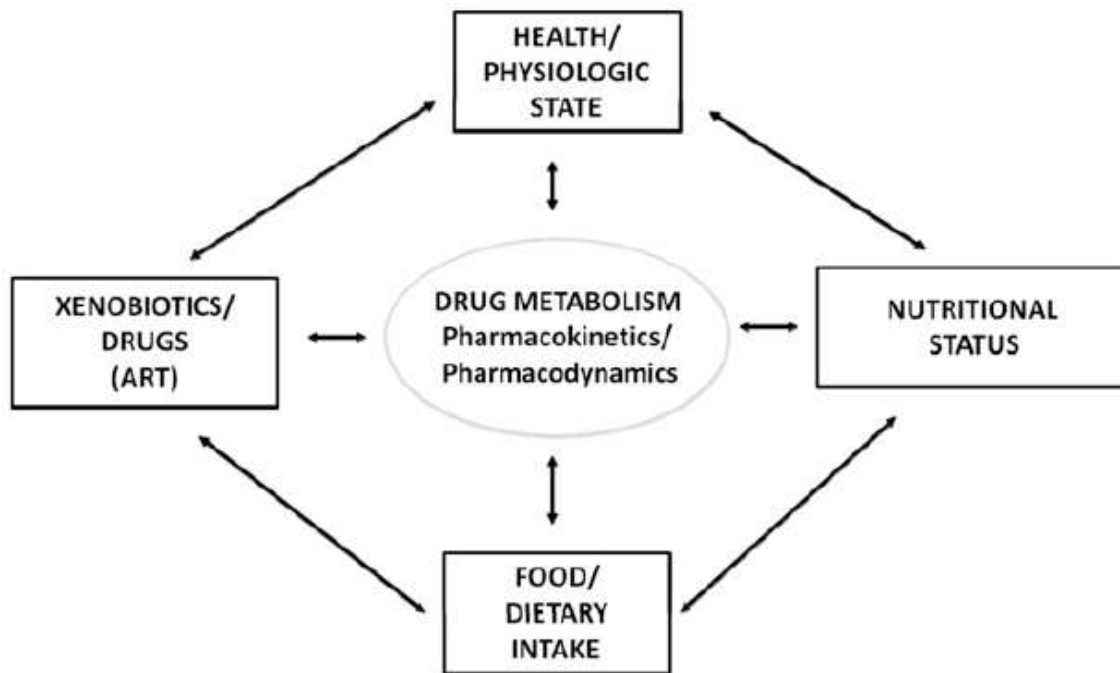 HEALTH/
PHYSIOLOGIC
STATE
XENOBIOTICS/
DRUGS
(ART)
DRUG METABOLISM
Pharmacokinetics/
Pharmacodynamics
NUTRITIONAL
STATUS
FOOD/
DIETARY
INTAKE